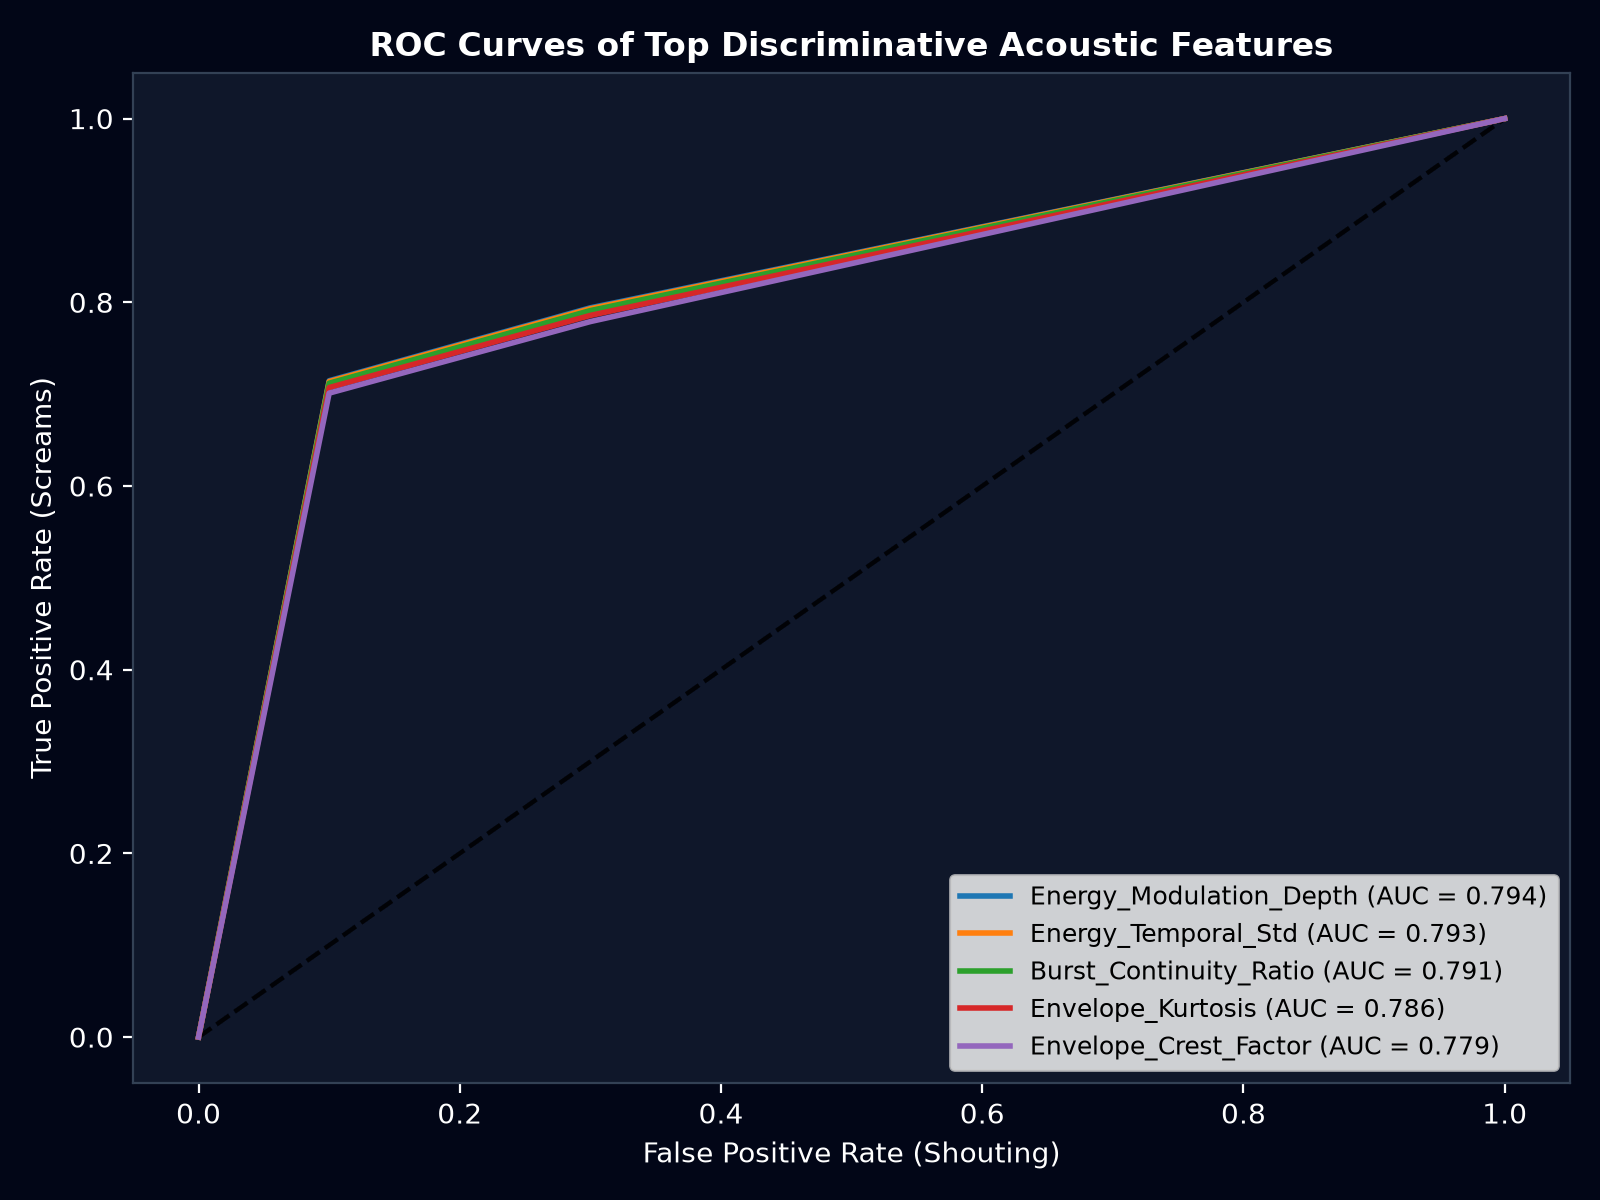 ROC Curves of Top Discriminative Acoustic Features
True Positive Rate (Screams)
1.0
0.8
0.6
0.4
0.2
0.0
Energy_Modulation_Depth (AUC = 0.794)
Energy_Temporal_Std (AUC = 0.793)
Burst_Continuity_Ratio (AUC = 0.791)
Envelope_Kurtosis (AUC = 0.786)
Envelope_Crest_Factor (AUC = 0.779)
0.0 0.2 0.4 0.6 0.8 1.0
False Positive Rate (Shouting)